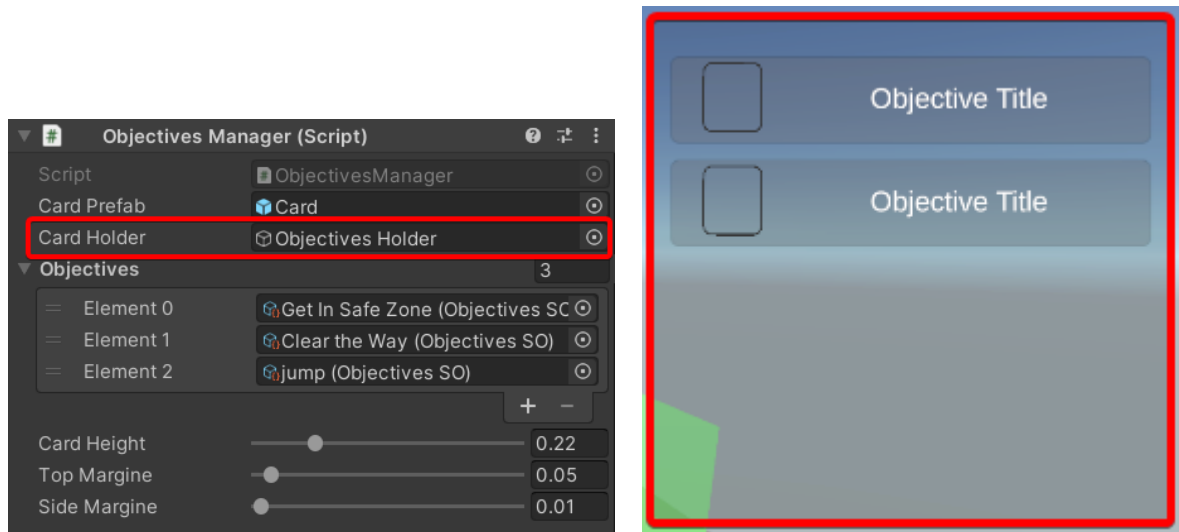 Objectives Manager (Script)
Script
ObjectivesManager
Card Prefab
Card
Card Holder
Objectives Holder
Objectives
3
Element 0
Get In Safe Zone (Objectives SC
Element 1
Clear the Way (Objectives SO)
Element 2
jump (Objectives SO)
Card Height
0.22
Top Margine
0.05
Side Margine
0.01
Objective Title
Objective Title